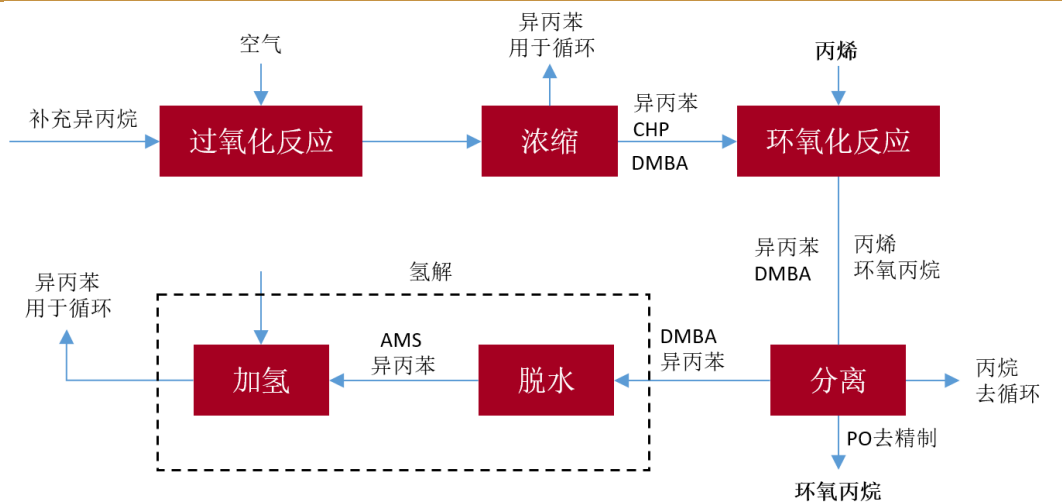 空气
异丙苯
用于循环
丙烯
补充异丙烷
过氧化反应
浓缩
异丙苯
CHP
DMBA
环氧化反应
异丙苯
DMBA
丙烯
环氧丙烷
氢解
异丙苯
用于循环
加氢
AMS
异丙苯
脱水
DMBA
异丙苯
分离
丙烷
去循环
PO去精制
环氧丙烷